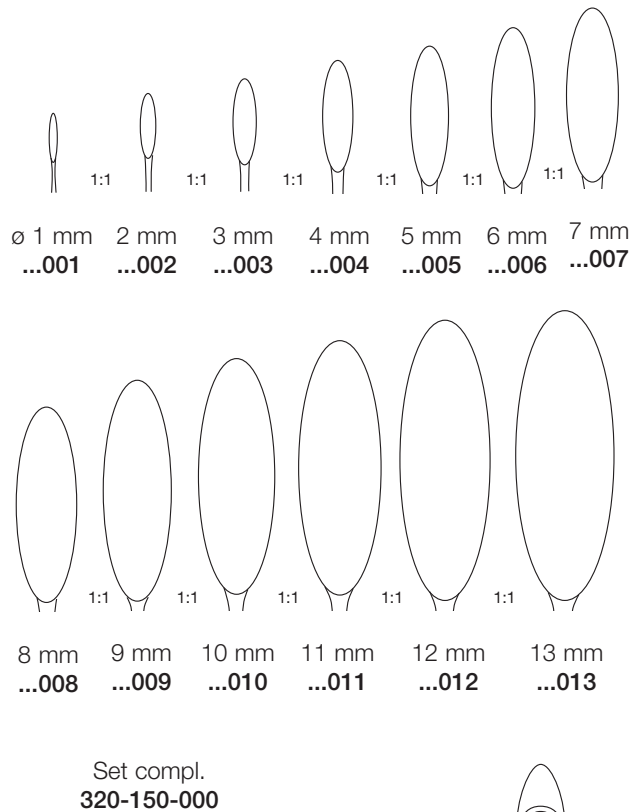 1:1 1:1 1:1 1:1 1:1 1:1
ø 1 mm 2 mm 3 mm 4 mm 5 mm 6 mm 7 mm
...001 ...002 ...003 ...004 ...005 ...006 ...007
1:1 1:1 1:1 1:1 1:1
8 mm 9 mm 10 mm 11 mm 12 mm 13 mm
...008 ...009 ...010 ...011 ...012 ...013
Set compl.
320-150-000